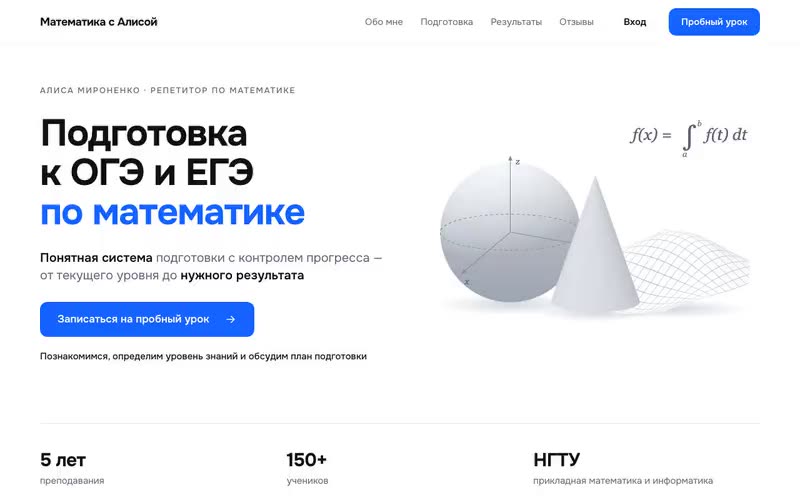 Математика с Алисой
Обо мне
Подготовка
Результаты
Отзывы
Вход
Пробный урок
АЛИСА МИРОНЕНКО · РЕПЕТИТОР ПО МАТЕМАТИКЕ
Подготовка
к ОГЭ и ЕГЭ
по математике
f(x) = ∫ₐᵇ f(t) dt
z
x
Понятная система подготовки с контролем прогресса —
от текущего уровня до нужного результата
Записаться на пробный урок →
Познакомимся, определим уровень знаний и обсудим план подготовки
5 лет
преподавания
150+
учеников
НГТУ
прикладная математика и информатика